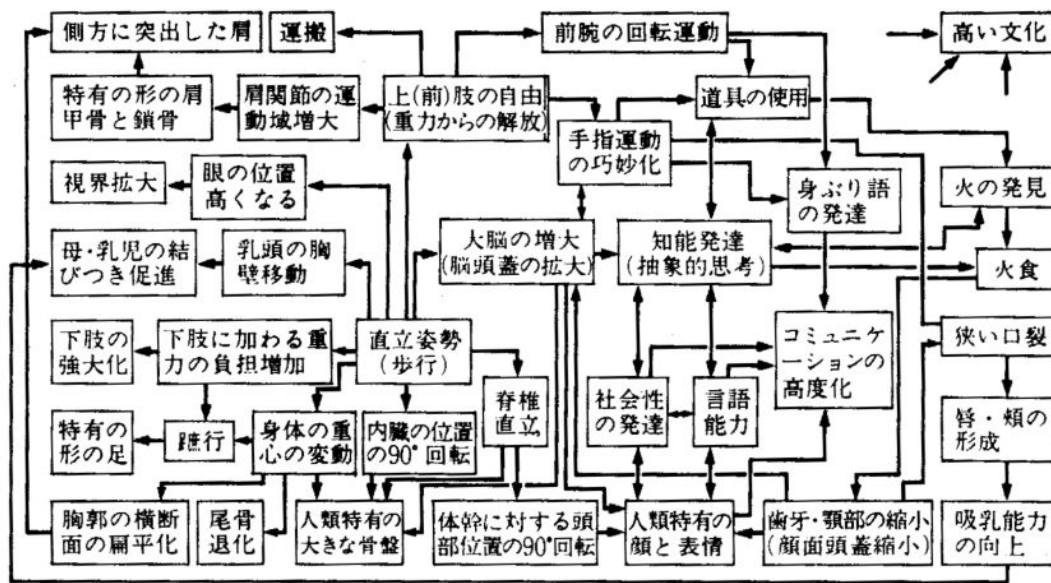 側方に突出した肩
運搬
前腕の回転運動
高い文化
特有の形の肩
甲骨と鎖骨
肩関節の運
動域増大
上(前)肢の自由
(重力からの解放)
道具の使用
手指運動
の巧妙化
視界拡大
眼の位置
高くなる
身ぶり語
の発達
火の発見
母・乳児の結
びつき促進
乳頭の胸
壁移動
大脳の増大
(脳頭蓋の拡大)
知能発達
(抽象的思考)
火食
下肢の
強大化
下肢に加わる重
力の負担増加
直立姿勢
(歩行)
脊椎
直立
社会性
の発達
言語
能力
コミュニケ
ーションの
高度化
狭い口裂
特有の
形の足
蹠行
身体の重
心の変動
内臓の位置
の90°回転
唇・頬の
形成
胸郭の横断
面の扁平化
尾骨
退化
人類特有の
大きな骨盤
体幹に対する頭
部位置の90°回転
人類特有の
顔と表情
歯牙・顎部の縮小
(顔面頭蓋縮小)
吸乳能力
の向上